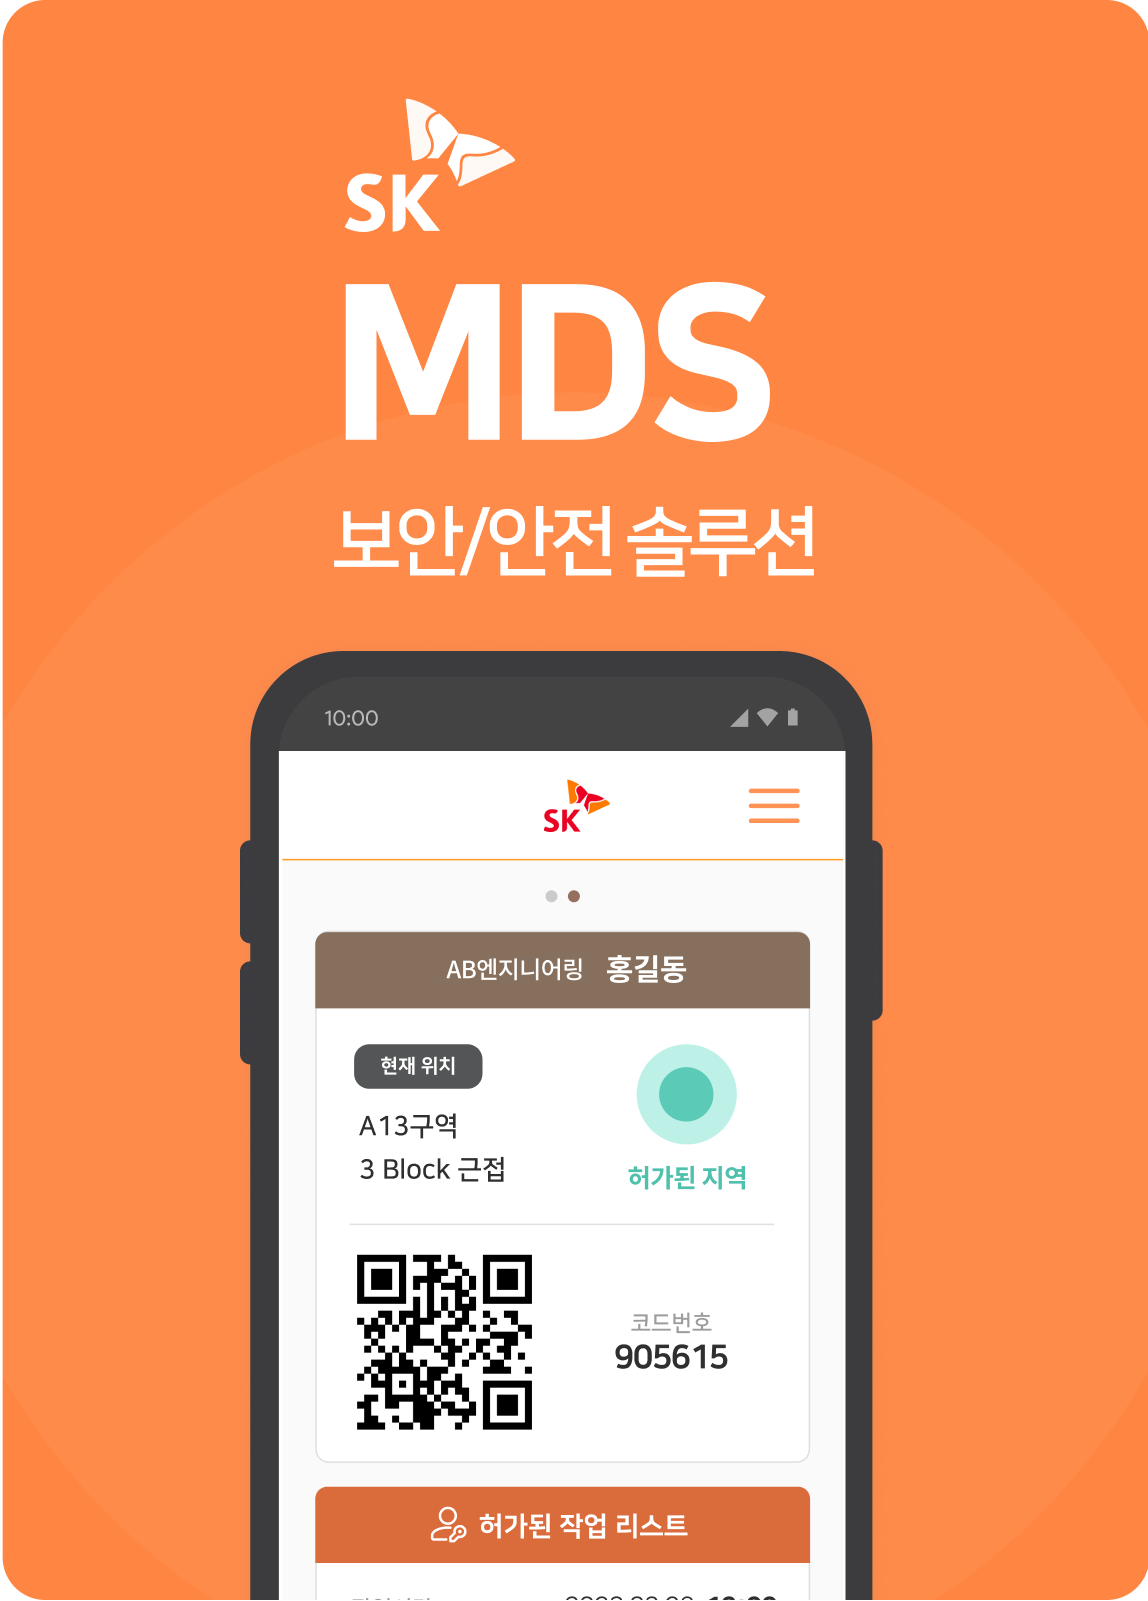 SK
MDS
보안/안전 솔루션
10:00
SK
AB엔지니어링 홍길동
현재 위치
A13구역
3 Block 근접
허가된 지역
코드번호
905615
허가된 작업 리스트